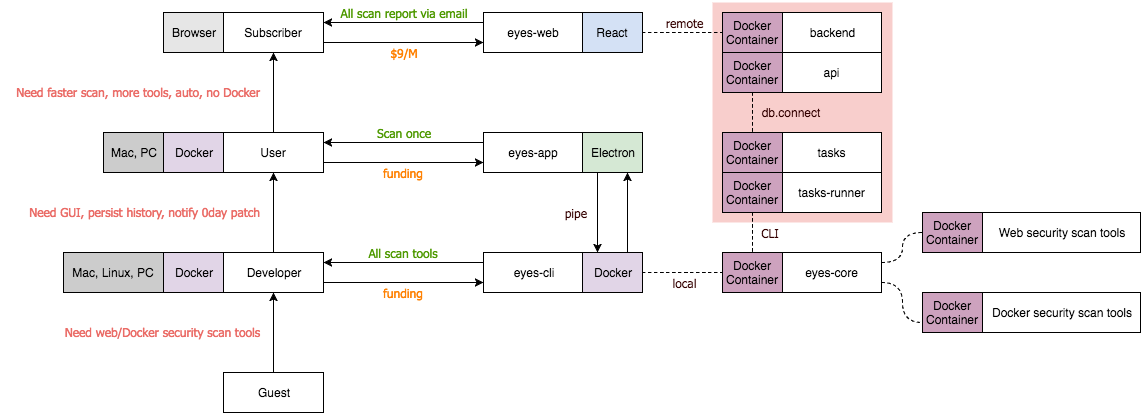 All scan report via email
Browser
Subscriber
eyes-web
React
remote
Docker
Container
backend
$9/M
Docker
Container
api
Need faster scan, more tools, auto, no Docker
db.connect
Scan once
Mac, PC
Docker
User
eyes-app
Electron
Docker
Container
tasks
funding
Docker
Container
tasks-runner
Need GUI, persist history, notify 0day patch
pipe
CLI
Docker
Container
Web security scan tools
All scan tools
Mac, Linux, PC
Docker
Developer
eyes-cli
Docker
local
Docker
Container
eyes-core
funding
Docker
Container
Docker security scan tools
Need web/Docker security scan tools
Guest